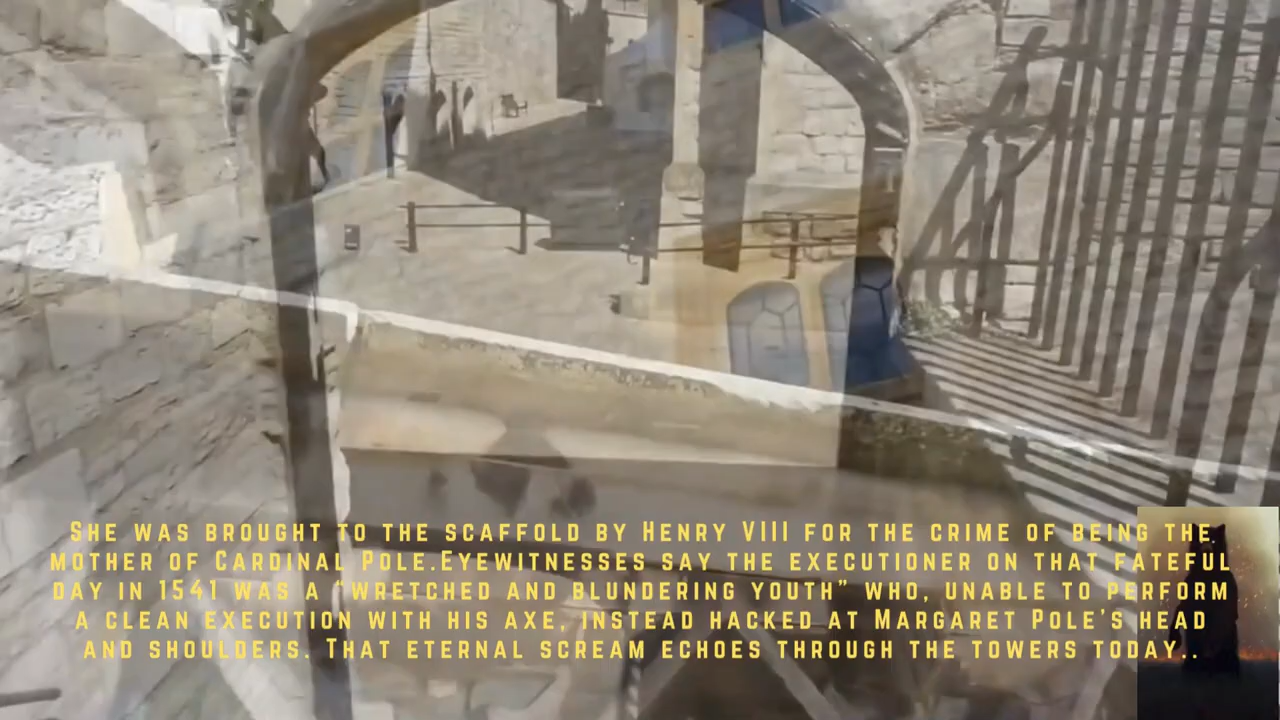 She was brought to the scaffold by Henry VIII for the crime of being the
mother of Cardinal Pole.Eyewitnesses say the executioner on that fateful
day in 1541 was a “wretched and blundering youth” who, unable to perform
a clean execution with his axe, instead hacked at Margaret Pole’s head
and shoulders. That eternal scream echoes through the towers today..